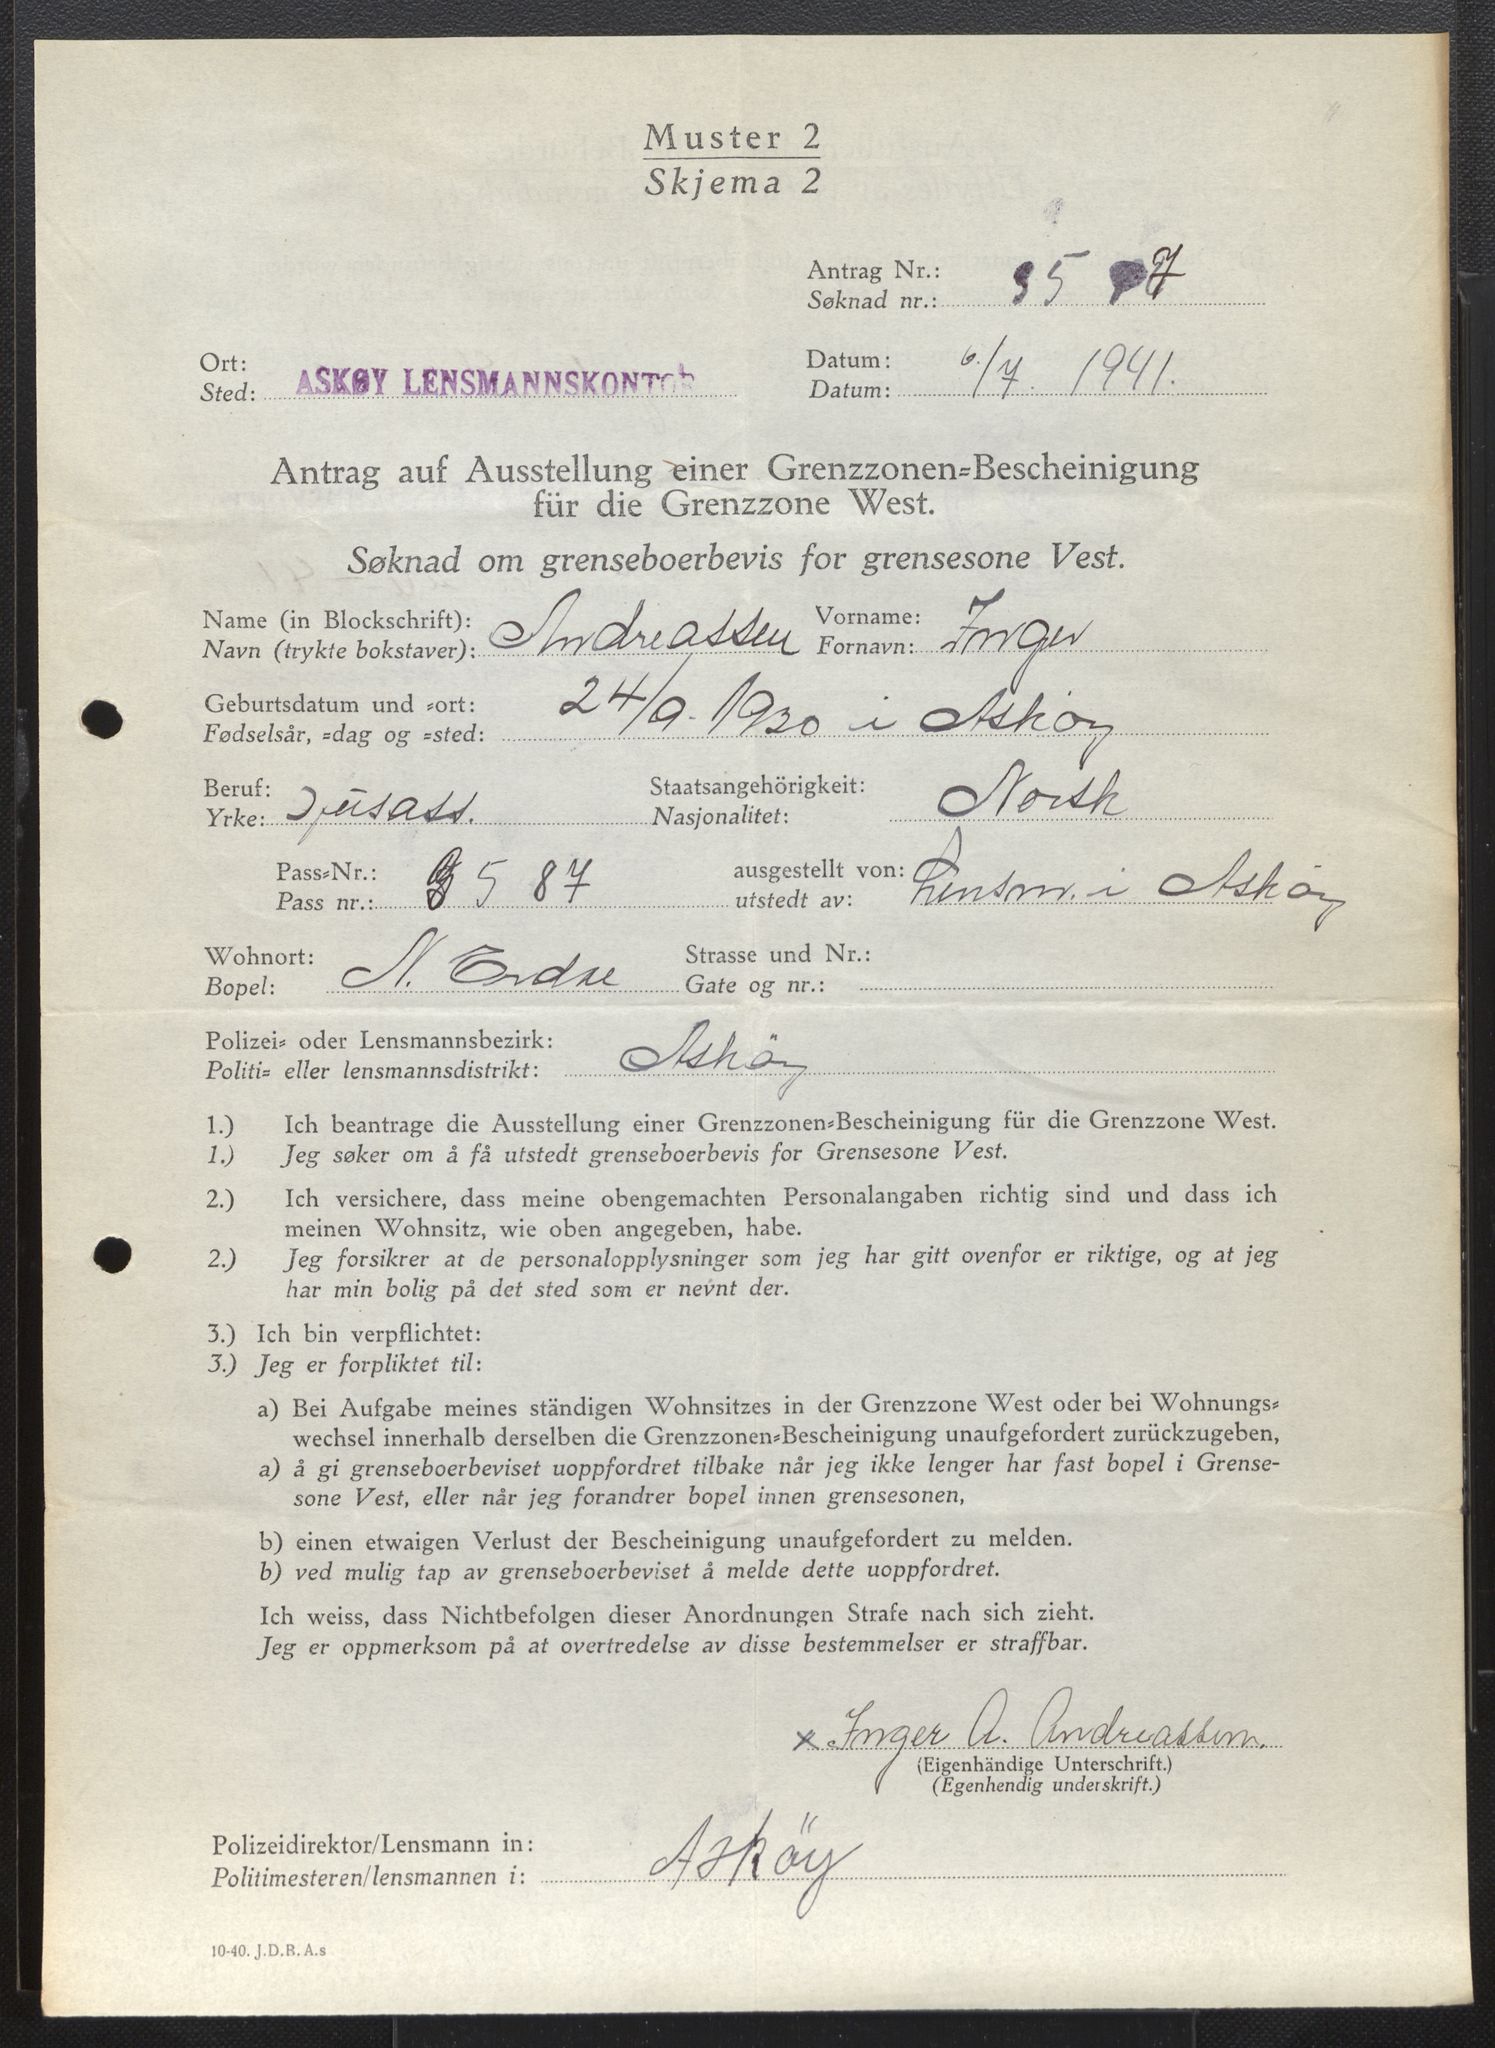 Muster 2
Skjema 2
Antrag Nr.:
Søknad nr.:
Ort:
Sted: ASKØY LENSMANNSKONTOR
Datum: 6./7. 1941.
Datum:
Antrag auf Ausstellung einer Grenzzonen=Bescheinigung
für die Grenzzone West.
Søknad om grenseboerbevis for grensesone Vest.
Name (in Blockschrift): Andreassen Vorname: Inger
Navn (trykte bokstaver): Fornavn:
Geburtsdatum und =ort: 24/9. 1920 i Asköy
Fødselsår, =dag og =sted:
Beruf: Staatsangehörigkeit: Norsk
Yrke: Nasjonalitet:
Pass=Nr.: 3587 ausgestellt von: Lensm. i Asköy
Pass nr.: utstedt av:
Wohnort: N. Erdal Strasse und Nr.:
Bopel: Gate og nr.:
Polizei= oder Lensmannsbezirk: Asköy
Politi= eller lensmannsdistrikt:
1.) Ich beantrage die Ausstellung einer Grenzzonen=Bescheinigung für die Grenzzone West.
1.) Jeg søker om å få utstedt grenseboerbevis for Grensesone Vest.
2.) Ich versichere, dass meine obengemachten Personalangaben richtig sind und dass ich
meinen Wohnsitz, wie oben angegeben, habe.
2.) Jeg forsikrer at de personalopplysninger som jeg har gitt ovenfor er riktige, og at jeg
har min bolig på det sted som er nevnt der.
3.) Ich bin verpflichtet:
3.) Jeg er forpliktet til:
a) Bei Aufgabe meines ständigen Wohnsitzes in der Grenzzone West oder bei Wohnungs=
wechsel innerhalb derselben die Grenzzonen=Bescheinigung unaufgefordert zurückzugeben,
a) å gi grenseboerbeviset uoppfordret tilbake når jeg ikke lenger har fast bopel i Grense-
sone Vest, eller når jeg forandrer bopel innen grensesonen,
b) einen etwaigen Verlust der Bescheinigung unaufgefordert zu melden.
b) ved mulig tap av grenseboerbeviset å melde dette uoppfordret.
Ich weiss, dass Nichtbefolgen dieser Anordnungen Strafe nach sich zieht.
Jeg er oppmerksom på at overtredelse av disse bestemmelser er straffbar.
x Inger A. Andreassen.
(Eigenhändige Unterschrift.)
(Egenhendig underskrift.)
Polizeidirektor/Lensmann in: Asköy
Politimesteren/lensmannen i:
10-40. J.D.B.A.s